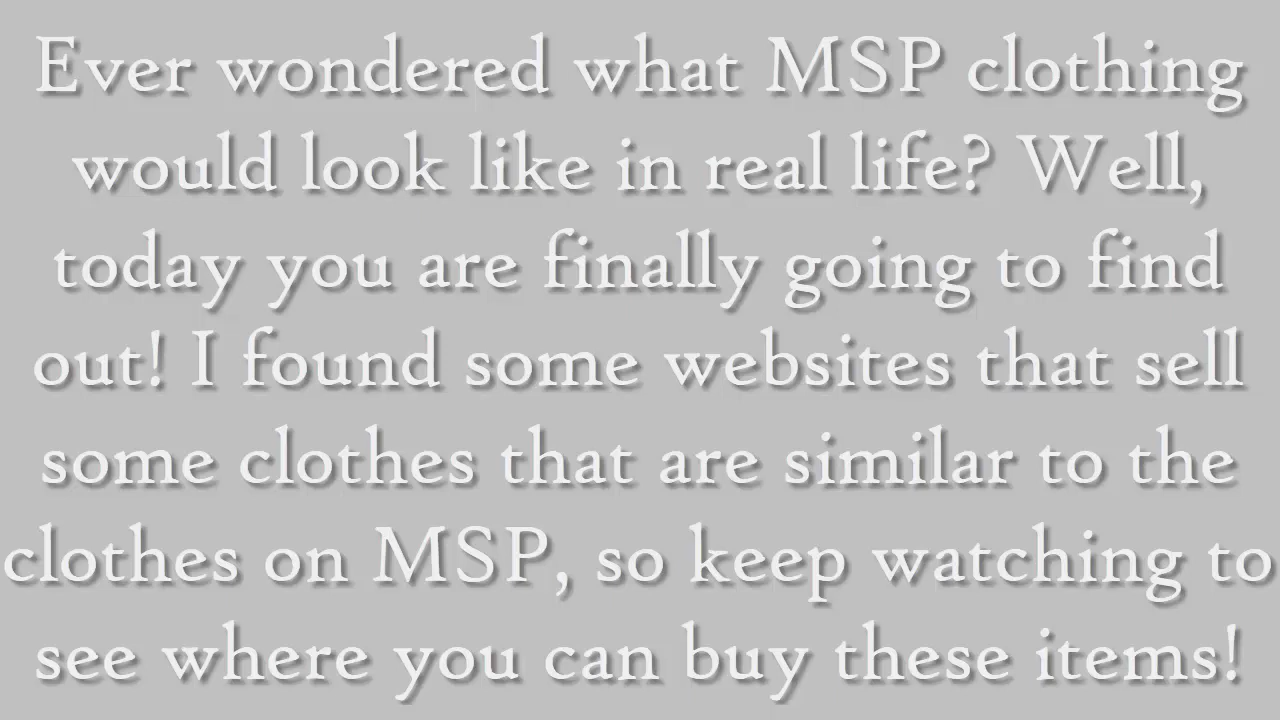 Ever wondered what MSP clothing
would look like in real life? Well,
today you are finally going to find
out! I found some websites that sell
some clothes that are similar to the
clothes on MSP, so keep watching to
see where you can buy these items!